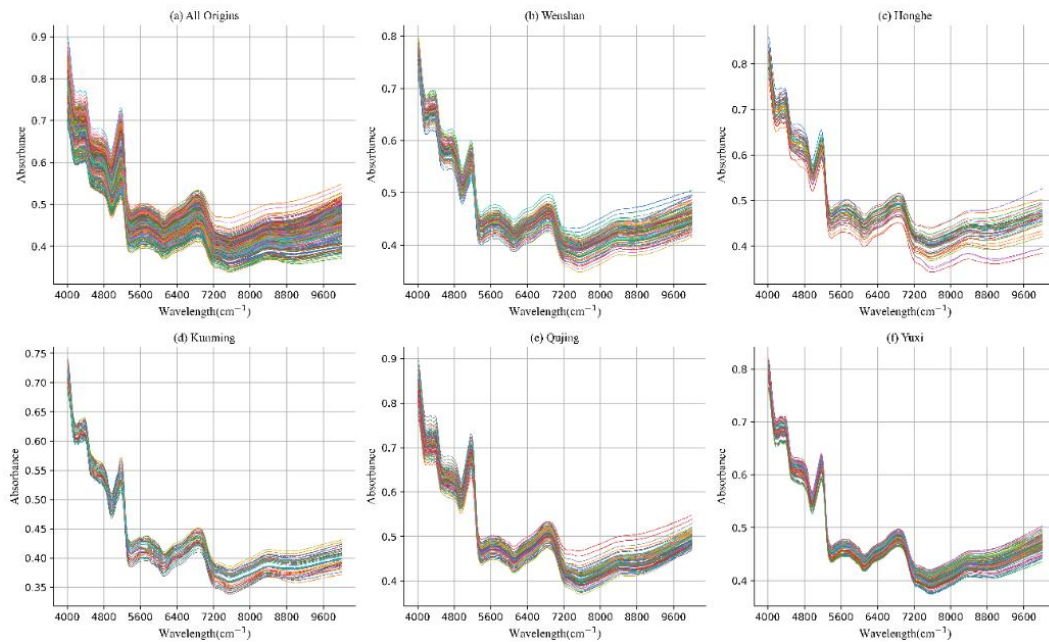 (a) All Origins
0.9
0.8
0.7
0.6
0.5
0.4
Absorbance
4000 4800 5600 6400 7200 8000 8800 9600
Wavelength(cm⁻¹)
(b) Wenshan
0.8
0.7
0.6
0.5
0.4
Absorbance
4000 4800 5600 6400 7200 8000 8800 9600
Wavelength(cm⁻¹)
(c) Honghe
0.8
0.7
0.6
0.5
0.4
Absorbance
4000 4800 5600 6400 7200 8000 8800 9600
Wavelength(cm⁻¹)
(d) Kunming
0.75
0.70
0.65
0.60
0.55
0.50
0.45
0.40
0.35
Absorbance
4000 4800 5600 6400 7200 8000 8800 9600
Wavelength(cm⁻¹)
(e) Qujing
0.9
0.8
0.7
0.6
0.5
0.4
Absorbance
4000 4800 5600 6400 7200 8000 8800 9600
Wavelength(cm⁻¹)
(f) Yuxi
0.8
0.7
0.6
0.5
0.4
Absorbance
4000 4800 5600 6400 7200 8000 8800 9600
Wavelength(cm⁻¹)